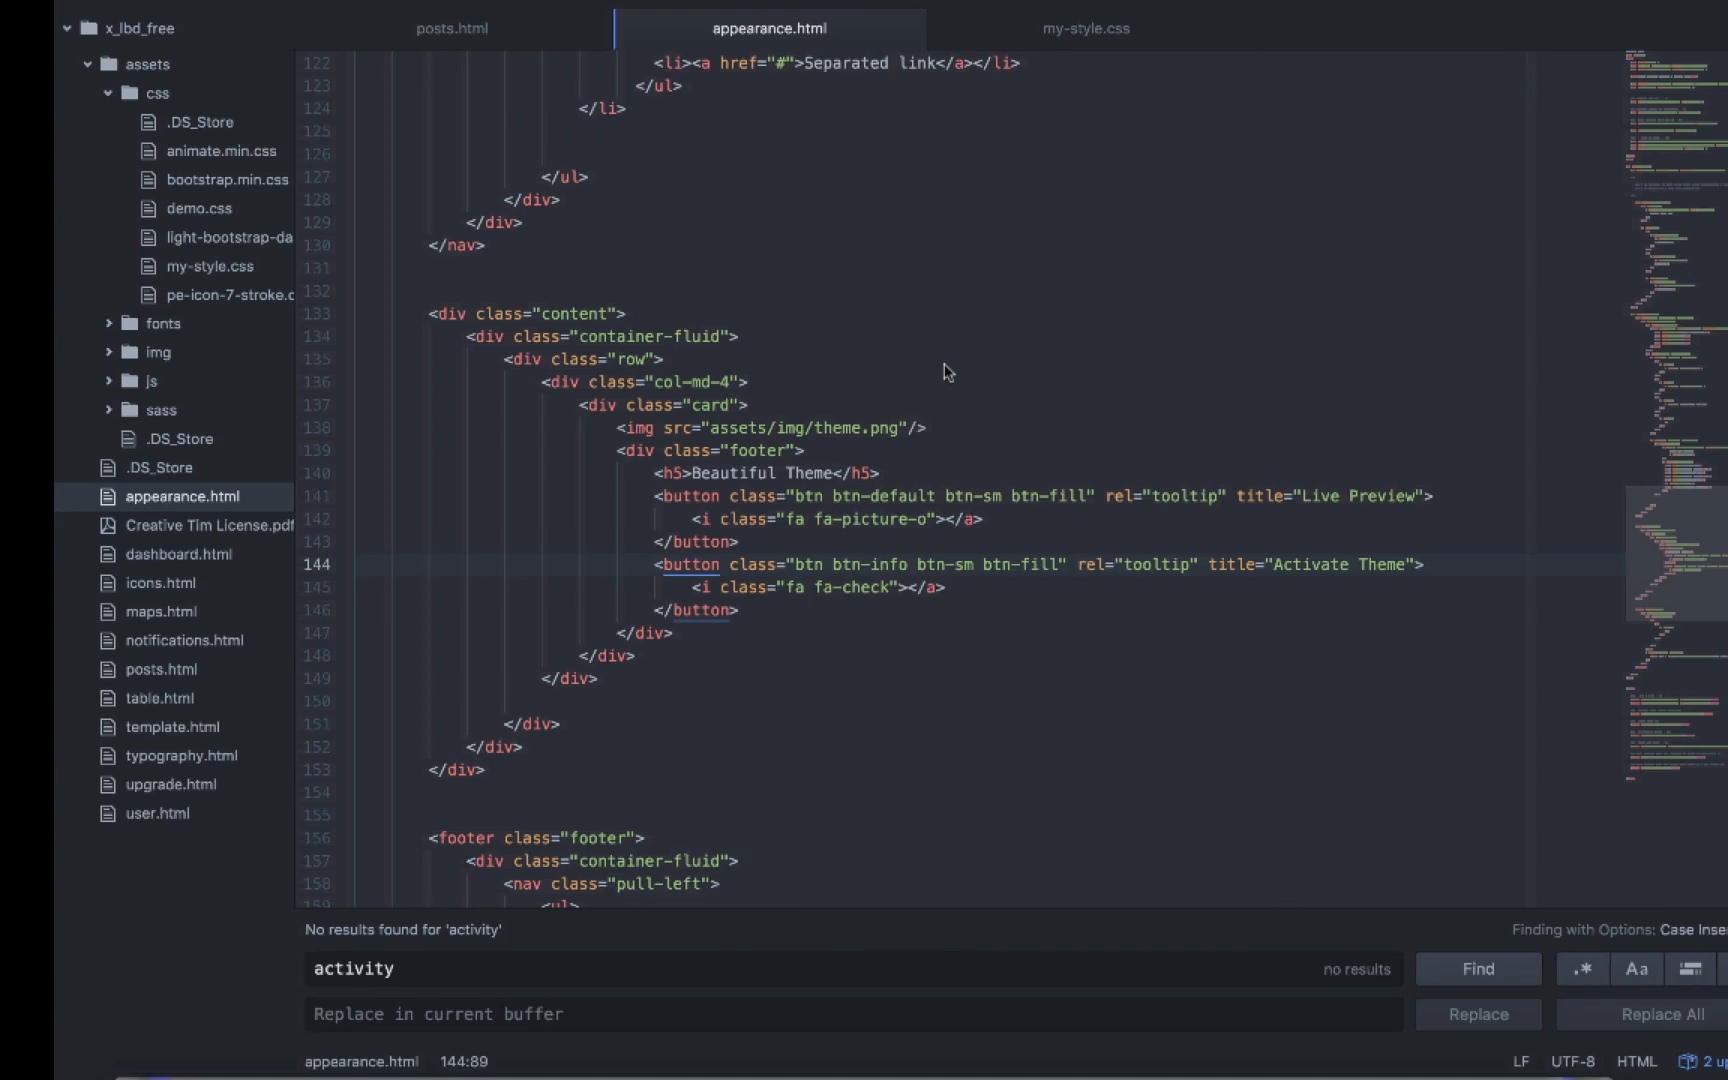 x_lbd_free
assets
css
.DS_Store
animate.min.css
bootstrap.min.css
demo.css
light-bootstrap-da
my-style.css
pe-icon-7-stroke.c
fonts
img
js
sass
.DS_Store
.DS_Store
appearance.html
Creative Tim License.pdf
dashboard.html
icons.html
maps.html
notifications.html
posts.html
table.html
template.html
typography.html
upgrade.html
user.html
posts.html
appearance.html
my-style.css
122 <li><a href="#">Separated link</a></li>
123 </ul>
124 </li>
125
126
127 </ul>
128 </div>
129 </div>
130 </nav>
131
132
133 <div class="content">
134 <div class="container-fluid">
135 <div class="row">
136 <div class="col-md-4">
137 <div class="card">
138 <img src="assets/img/theme.png"/>
139 <div class="footer">
140 <h5>Beautiful Theme</h5>
141 <button class="btn btn-default btn-sm btn-fill" rel="tooltip" title="Live Preview">
142 <i class="fa fa-picture-o"></a>
143 </button>
144 <button class="btn btn-info btn-sm btn-fill" rel="tooltip" title="Activate Theme">
145 <i class="fa fa-check"></a>
146 </button>
147 </div>
148 </div>
149 </div>
150
151 </div>
152 </div>
153 </div>
154
155
156 <footer class="footer">
157 <div class="container-fluid">
158 <nav class="pull-left">
159 <ul>
No results found for 'activity'
Finding with Options: Case Inser
activity
no results
Find
.*
Aa
Replace in current buffer
Replace
Replace All
appearance.html
144:89
LF
UTF-8
HTML
2 up